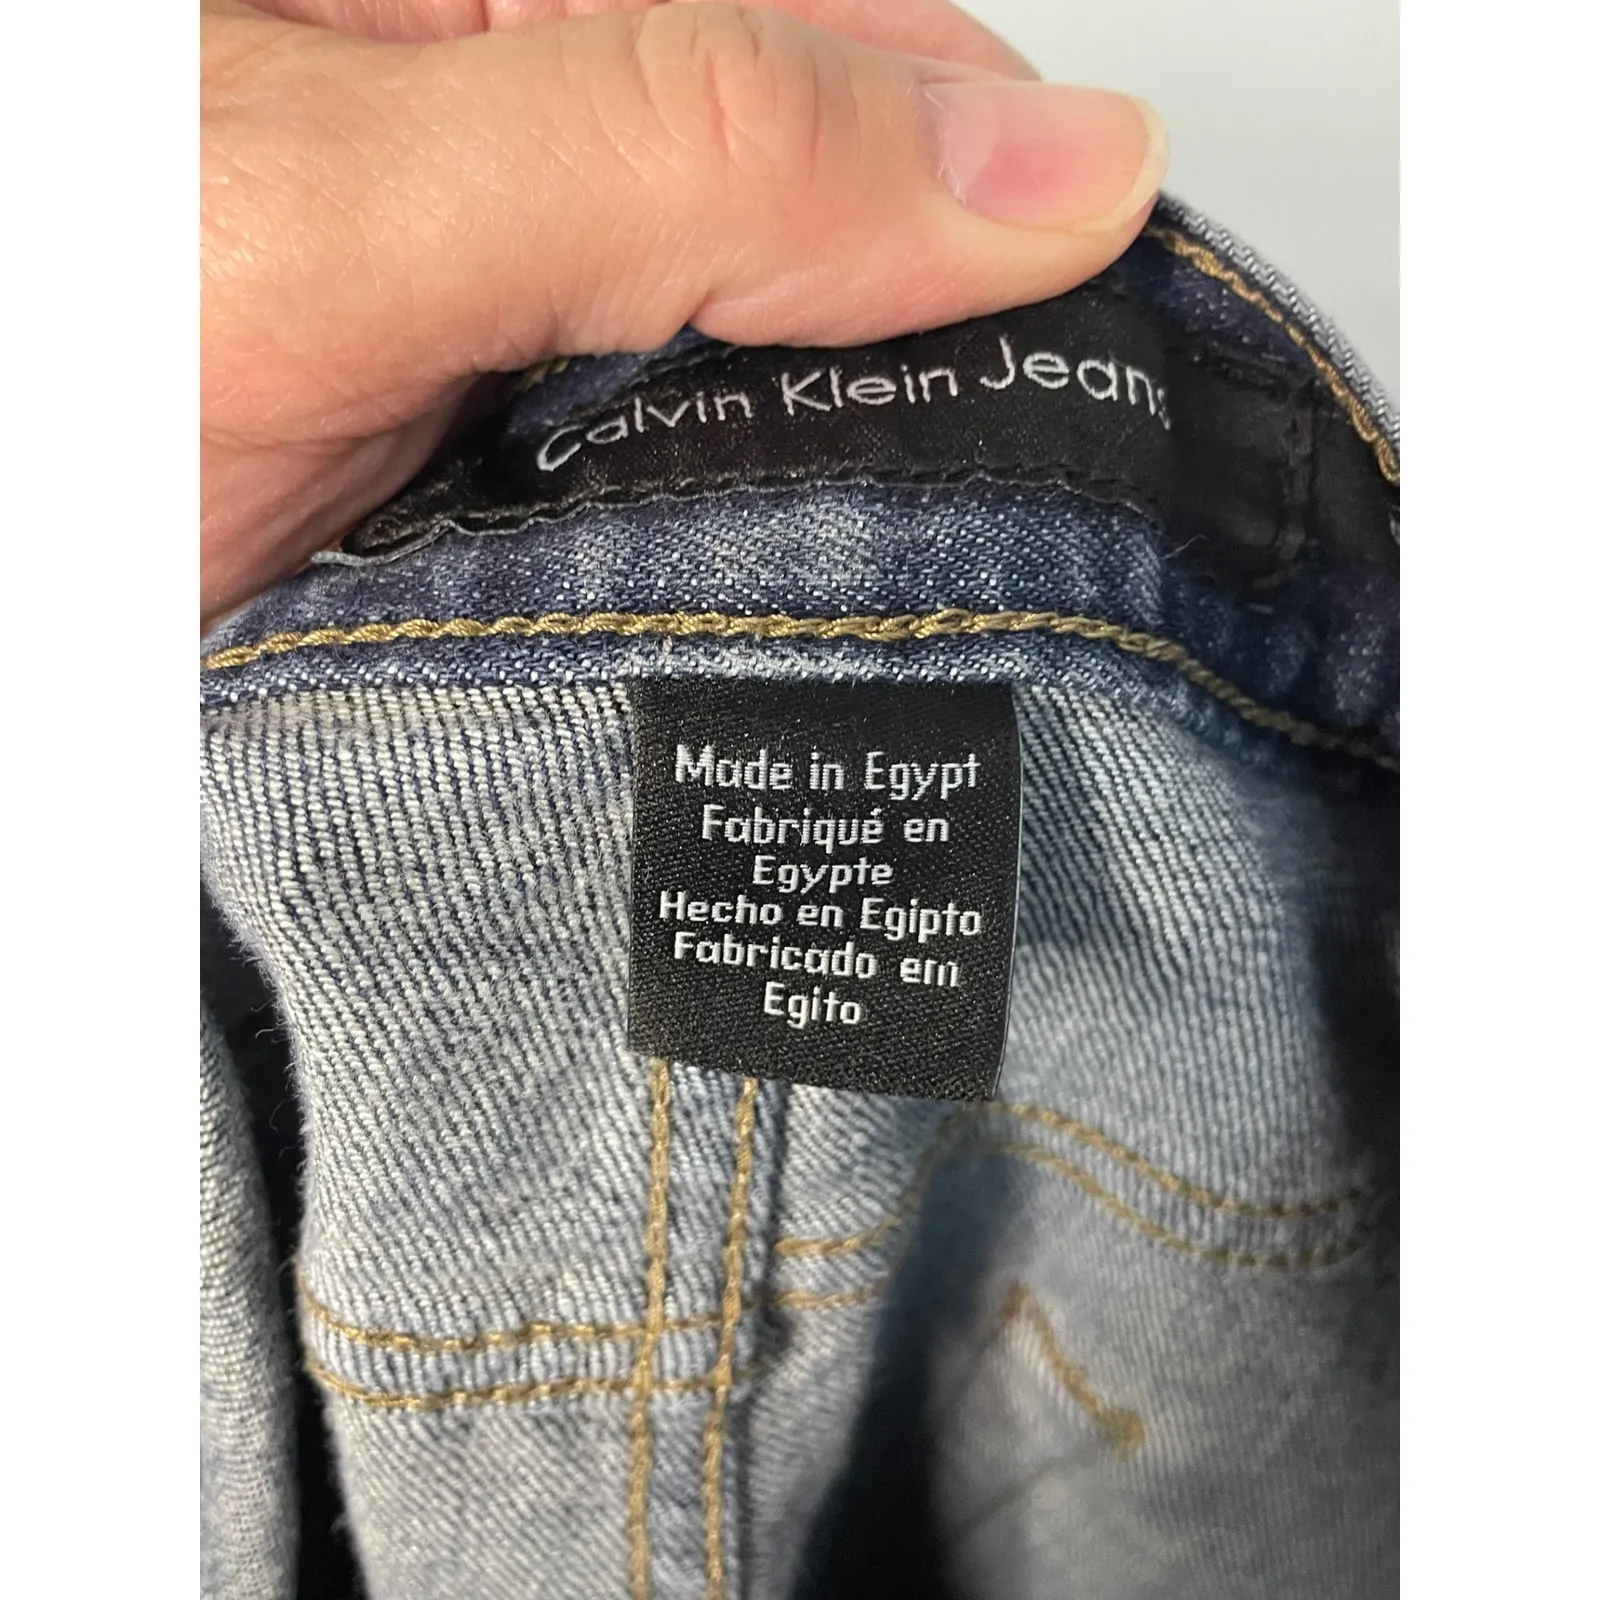 Calvin Klein Jeans
Made in Egypt
Fabriqué en
Egypte
Hecho en Egipto
Fabricado em
Egito